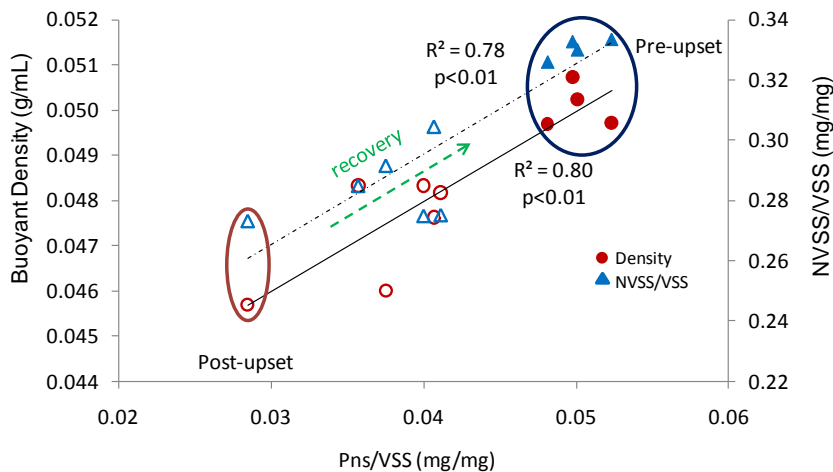 0.052
0.051
0.050
0.049
0.048
0.047
0.046
0.045
0.044
Buoyant Density (g/mL)
0.34
0.32
0.30
0.28
0.26
0.24
0.22
NVSS/VSS (mg/mg)
R² = 0.78
p<0.01
Pre-upset
recovery
R² = 0.80
p<0.01
Density
NVSS/VSS
Post-upset
0.02 0.03 0.04 0.05 0.06
Pns/VSS (mg/mg)